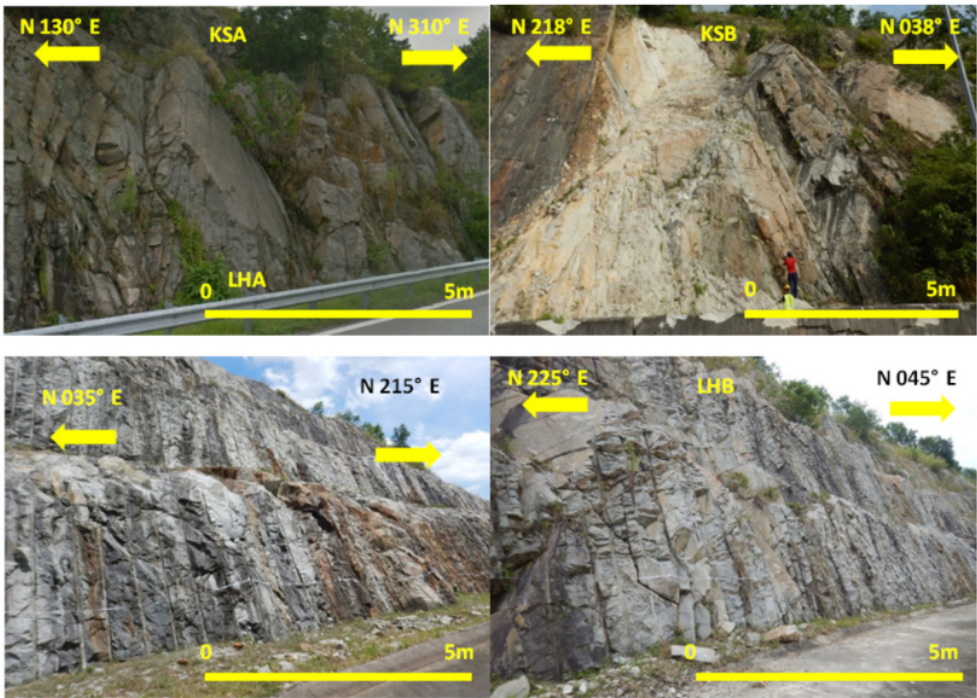 N 130° E KSA N 310° E
LHA
0 5m
N 218° E KSB N 038° E
0 5m
N 035° E N 215° E
0 5m
N 225° E LHB N 045° E
0 5m